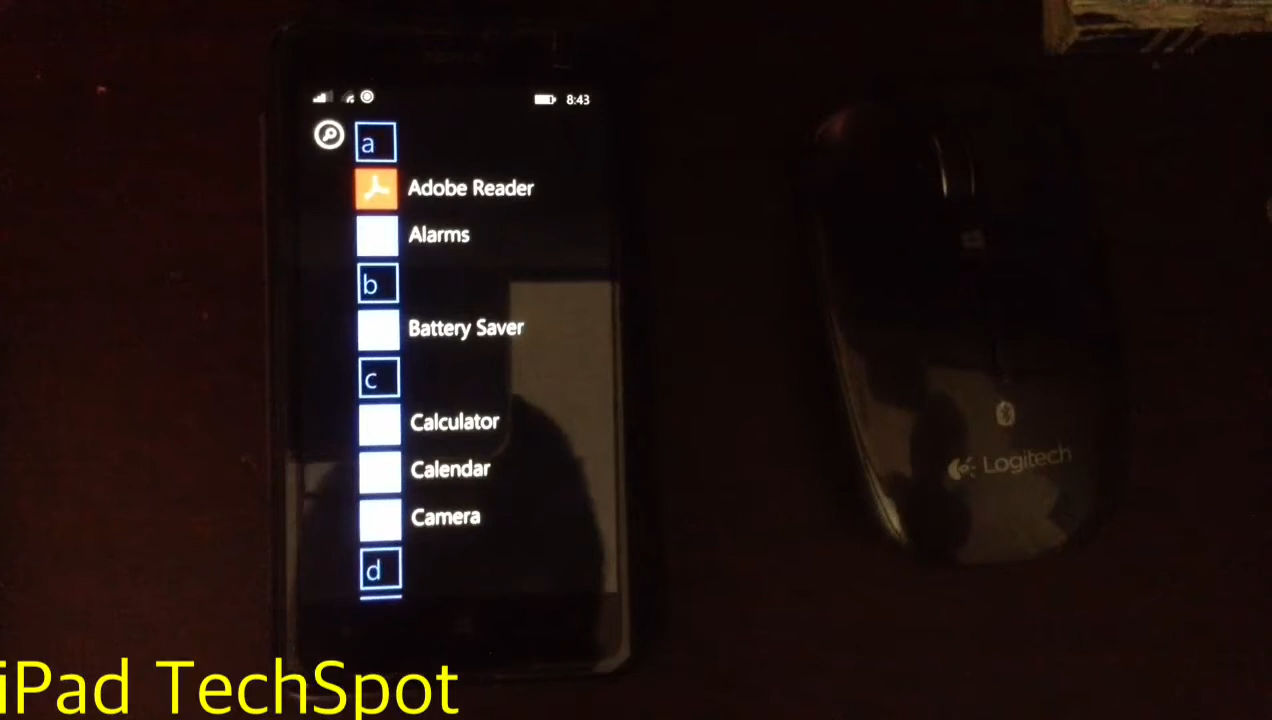 8:43
a
Adobe Reader
Alarms
b
Battery Saver
c
Calculator
Calendar
Camera
d
Logitech
iPad TechSpot